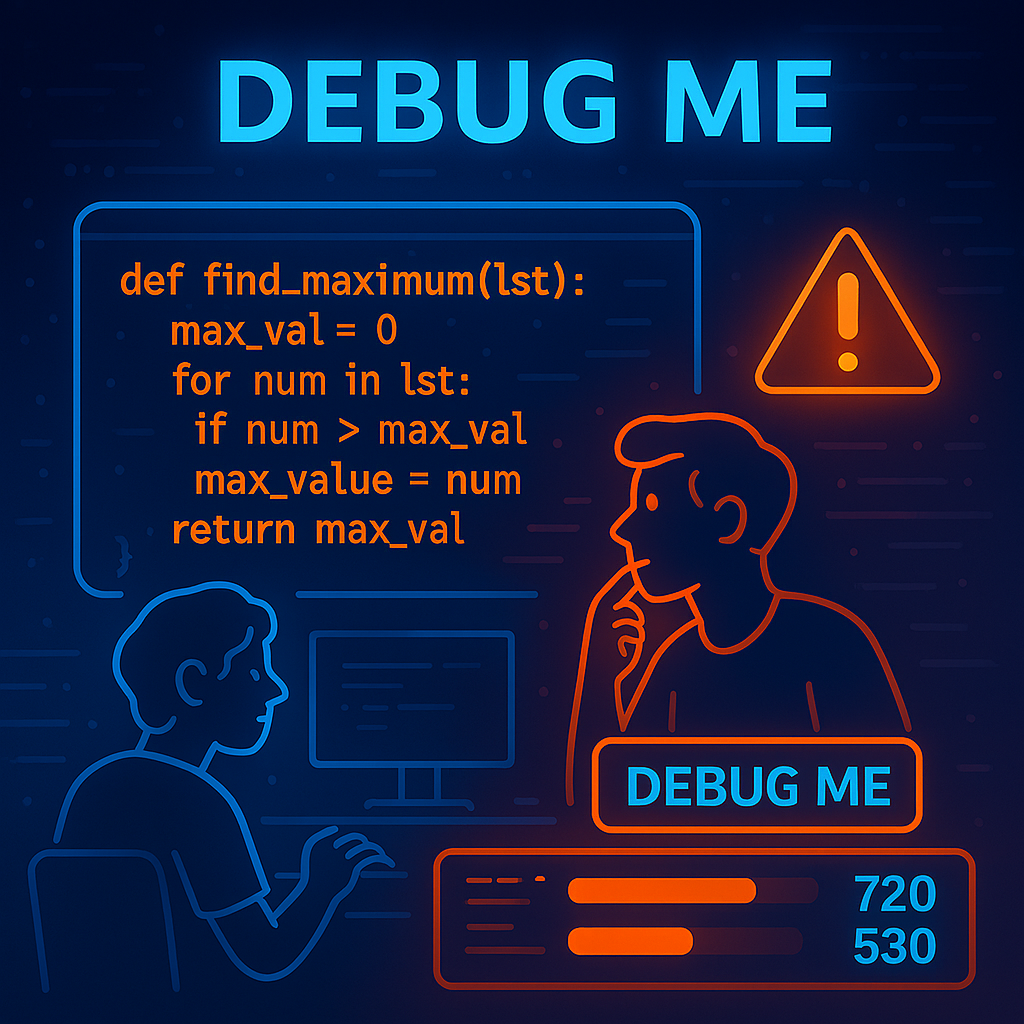 DEBUG ME
def find_maximum(lst):
max_val = 0
for num in lst:
if num > max_val
max_value = num
return max_val
}
DEBUG ME
720
530